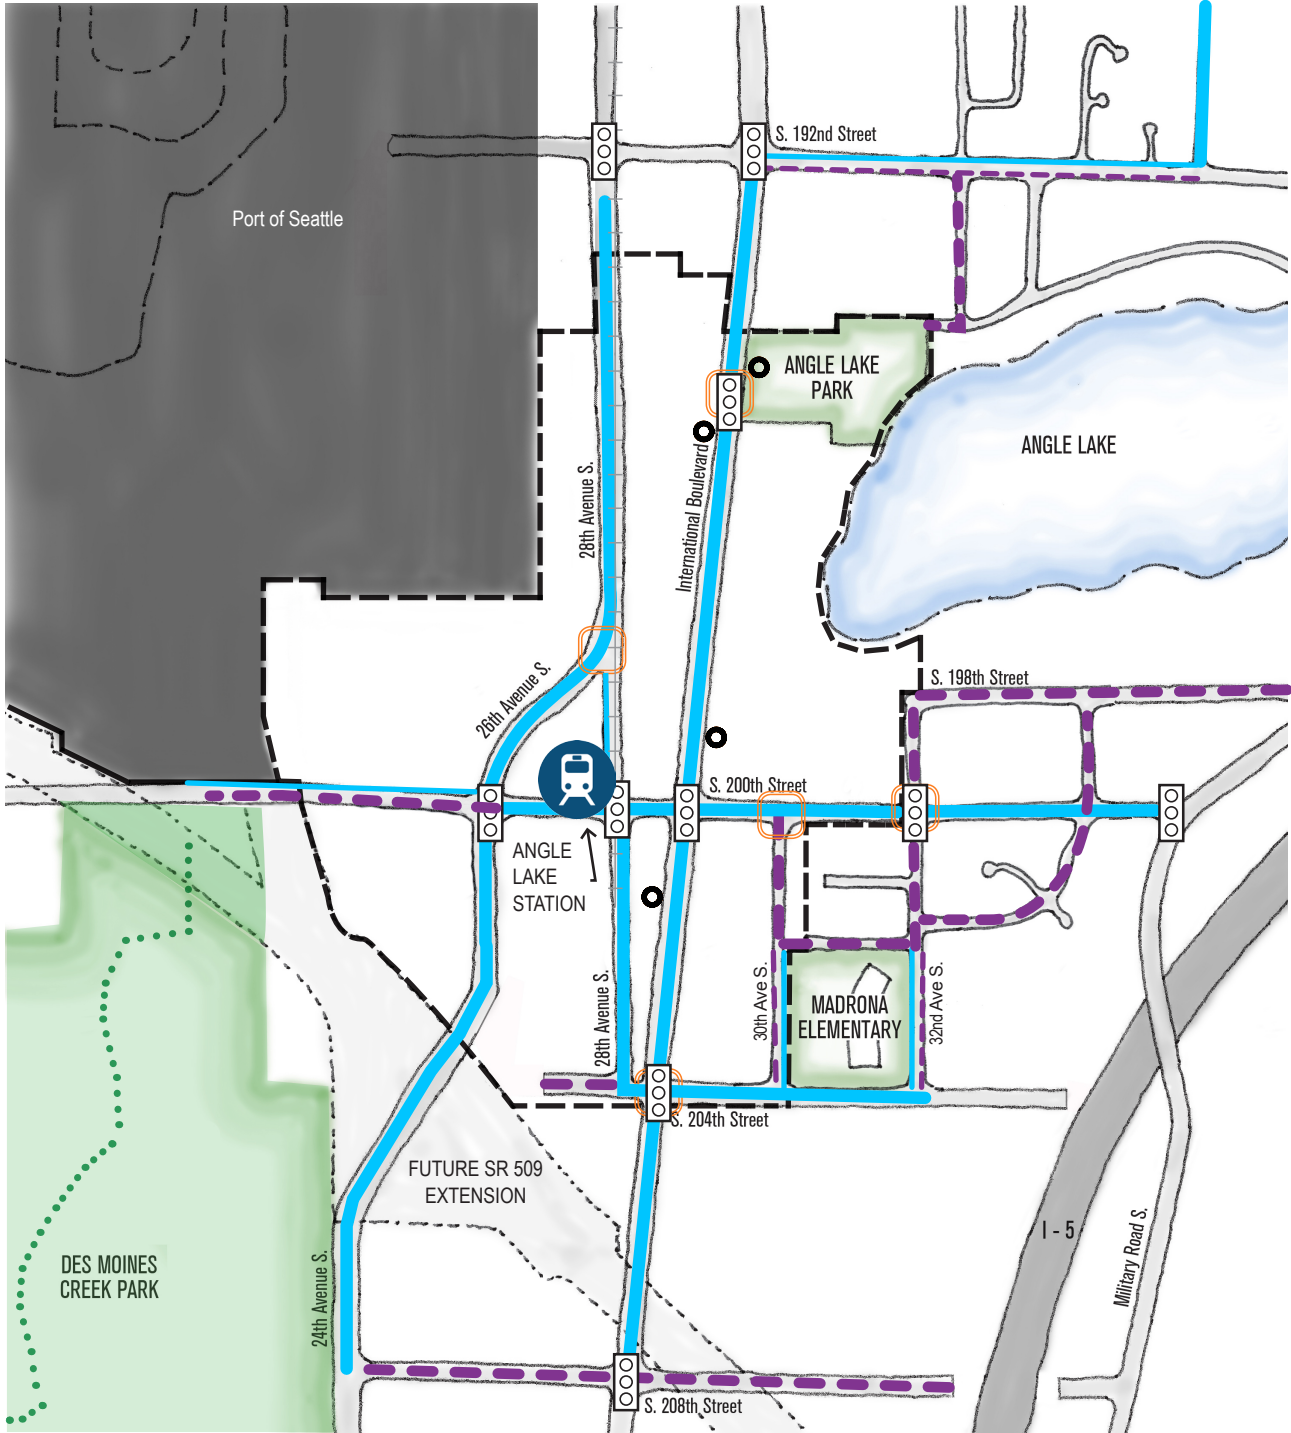 S. 192nd Street
Port of Seattle
ANGLE LAKE
PARK
ANGLE LAKE
28th Avenue S.
International Boulevard
26th Avenue S.
S. 198th Street
S. 200th Street
ANGLE
LAKE
STATION
28th Avenue S.
30th Ave S.
MADRONA
ELEMENTARY
32nd Ave S.
S. 204th Street
FUTURE SR 509
EXTENSION
DES MOINES
CREEK PARK
24th Avenue S.
I - 5
Military Road S.
S. 208th Street